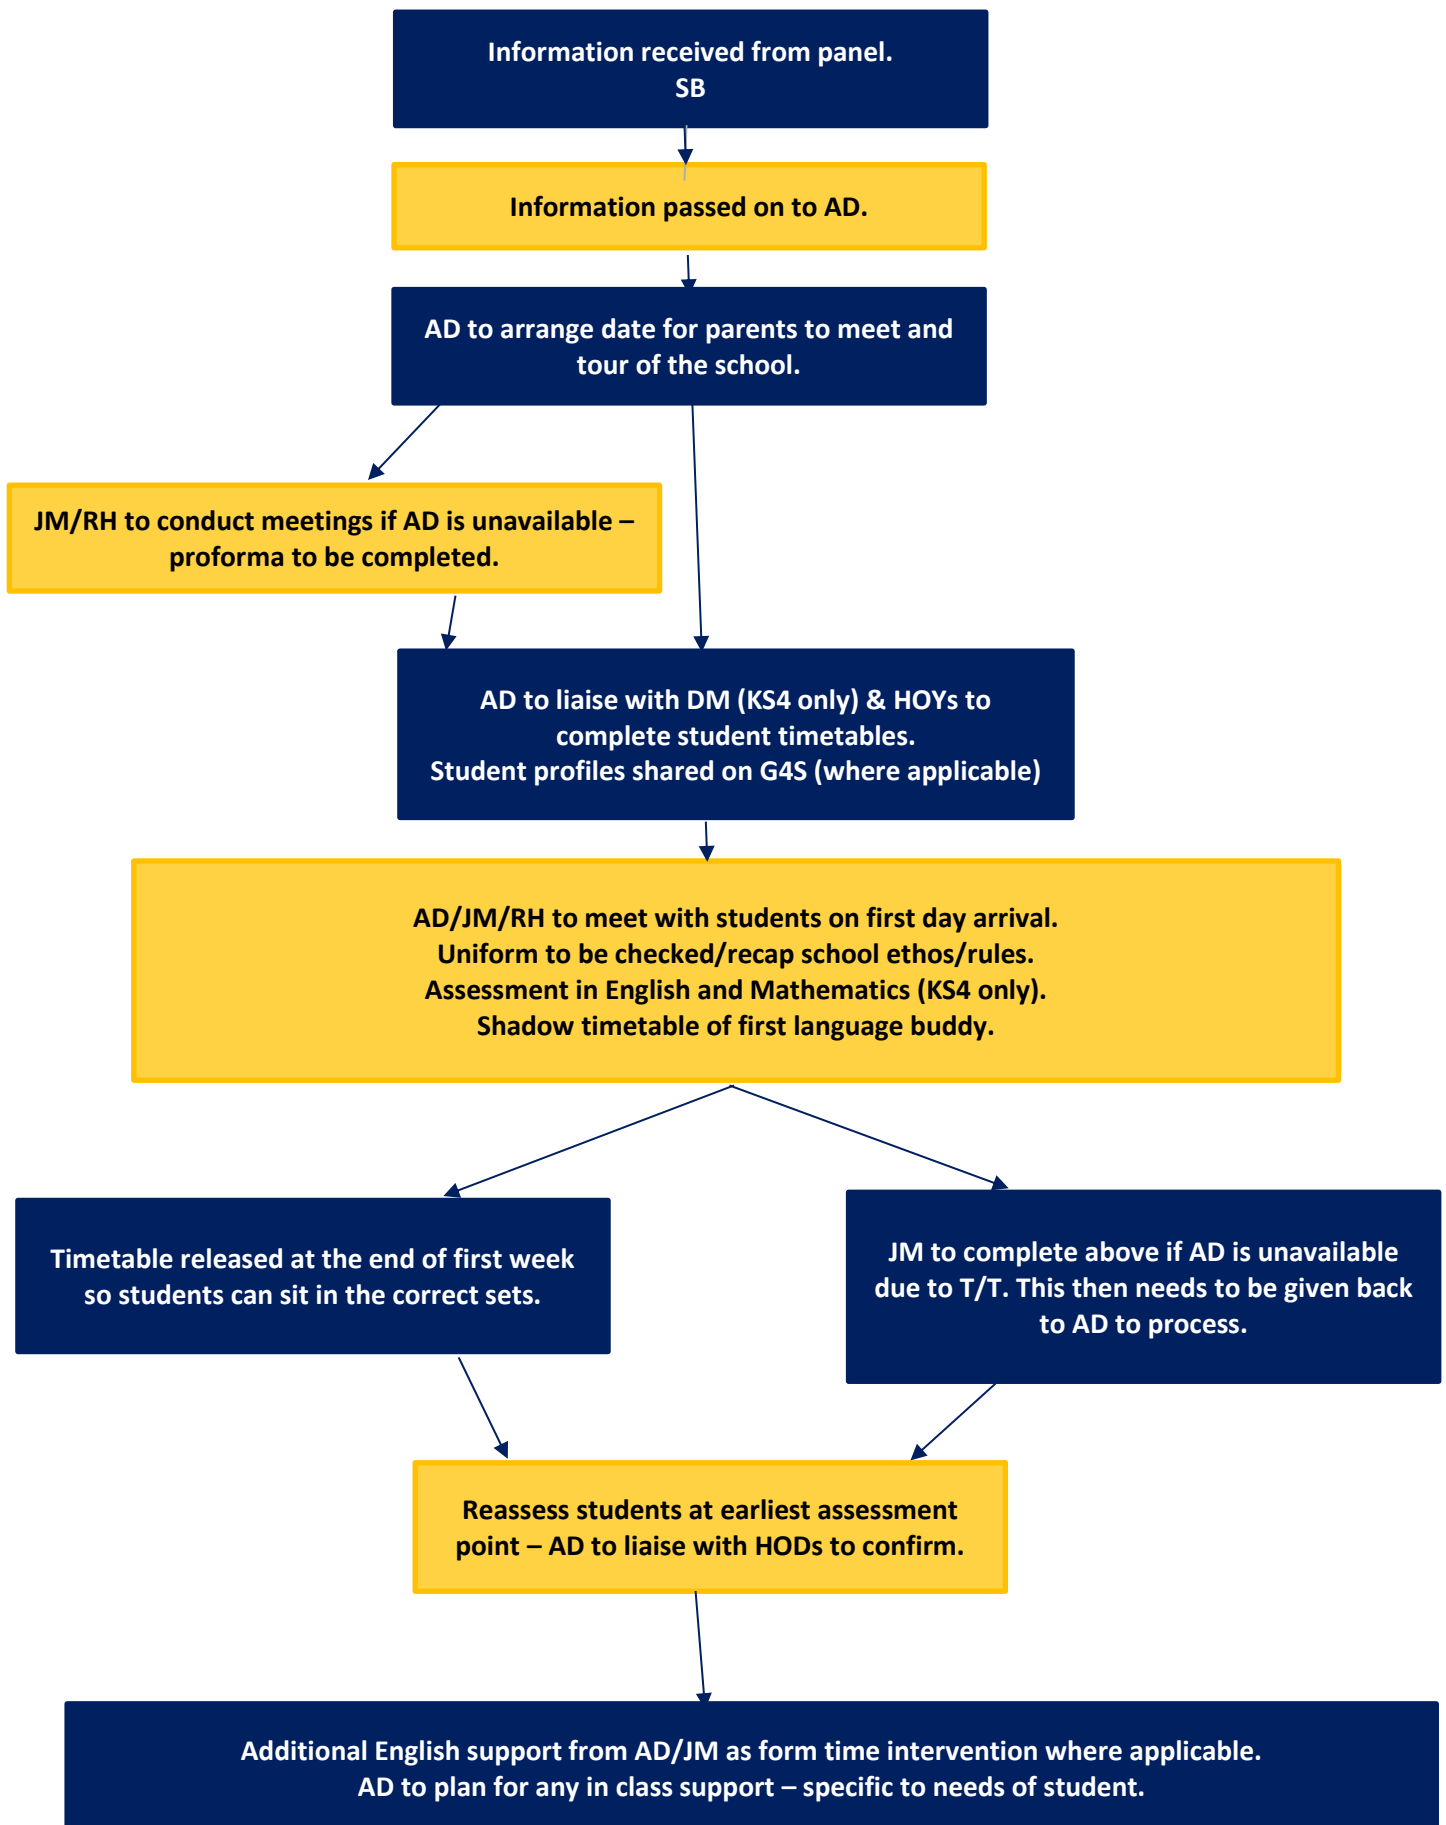 Information received from panel.
SB
Information passed on to AD.
AD to arrange date for parents to meet and
tour of the school.
JM/RH to conduct meetings if AD is unavailable –
proforma to be completed.
AD to liaise with DM (KS4 only) & HOYs to
complete student timetables.
Student profiles shared on G4S (where applicable)
AD/JM/RH to meet with students on first day arrival.
Uniform to be checked/recap school ethos/rules.
Assessment in English and Mathematics (KS4 only).
Shadow timetable of first language buddy.
Timetable released at the end of first week
so students can sit in the correct sets.
JM to complete above if AD is unavailable
due to T/T. This then needs to be given back
to AD to process.
Reassess students at earliest assessment
point – AD to liaise with HODs to confirm.
Additional English support from AD/JM as form time intervention where applicable.
AD to plan for any in class support – specific to needs of student.